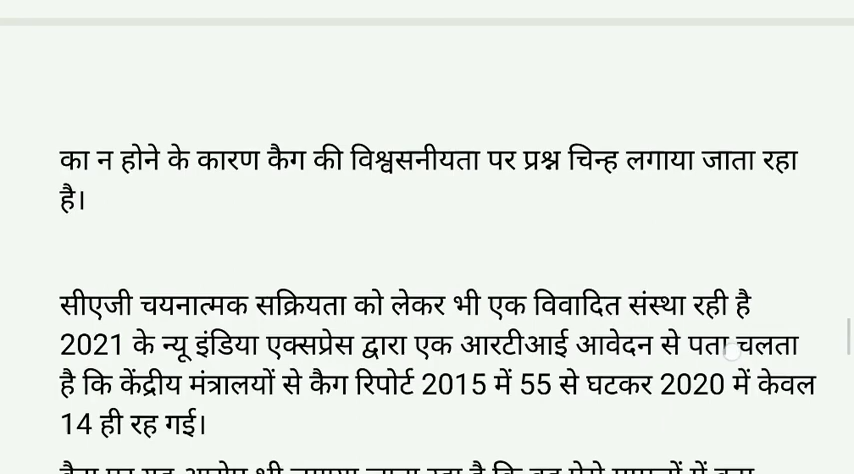 का न होने के कारण कैग की विश्वसनीयता पर प्रश्न चिन्ह लगाया जाता रहा
है।
सीएजी चयनात्मक सक्रियता को लेकर भी एक विवादित संस्था रही है
2021 के न्यू इंडिया एक्सप्रेस द्वारा एक आरटीआई आवेदन से पता चलता
है कि केंद्रीय मंत्रालयों से कैग रिपोर्ट 2015 में 55 से घटकर 2020 में केवल
14 ही रह गई।